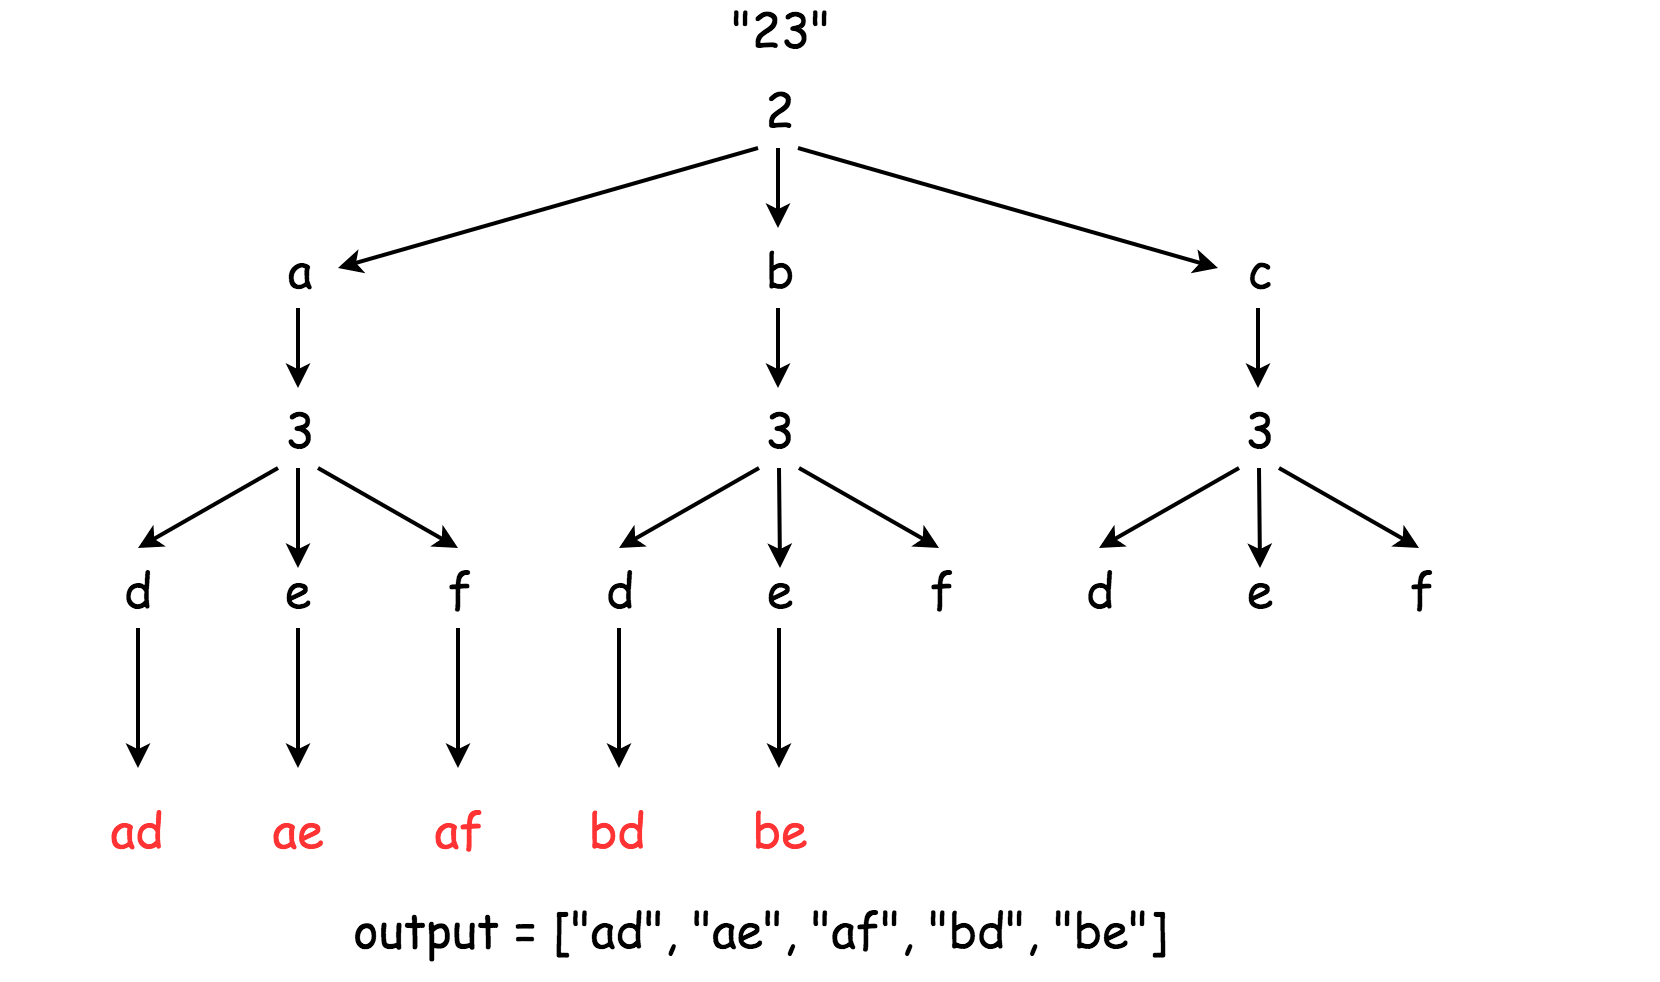 "23"
2
a b c
3 3 3
d e f d e f d e f
ad ae af bd be
output = ["ad", "ae", "af", "bd", "be"]